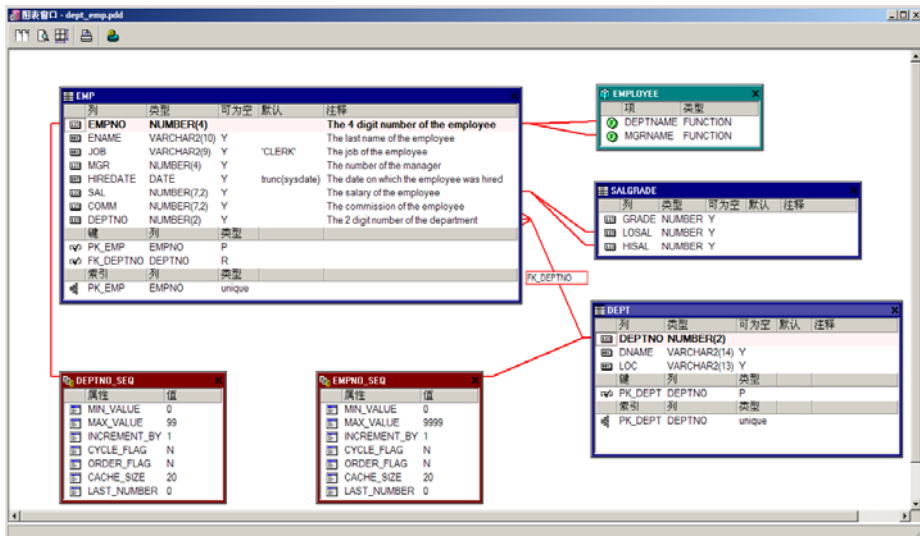 图表窗口 - dept_emp.pdd
EMP
列 类型 可为空 默认 注释
EMPNO NUMBER(4) The 4 digit number of the employee
ENAME VARCHAR2(10) Y The last name of the employee
JOB VARCHAR2(9) Y 'CLERK' The job of the employee
MGR NUMBER(4) Y The number of the manager
HIREDATE DATE Y trunc(sysdate) The date on which the employee was hired
SAL NUMBER(7,2) Y The salary of the employee
COMM NUMBER(7,2) Y The commission of the employee
DEPTNO NUMBER(2) Y The 2 digit number of the department
键 列 类型
PK_EMP EMPNO P
FK_DEPTNO DEPTNO R
索引 列 类型
PK_EMP EMPNO unique
EMPLOYEE
项 类型
DEPTNAME FUNCTION
MGRNAME FUNCTION
SALGRADE
列 类型 可为空 默认 注释
GRADE NUMBER Y
LOSAL NUMBER Y
HISAL NUMBER Y
FK_DEPTNO
DEPT
列 类型 可为空 默认 注释
DEPTNO NUMBER(2)
DNAME VARCHAR2(14) Y
LOC VARCHAR2(13) Y
键 列 类型
PK_DEPT DEPTNO P
索引 列 类型
PK_DEPT DEPTNO unique
DEPTNO_SEQ
属性 值
MIN_VALUE 0
MAX_VALUE 99
INCREMENT_BY 1
CYCLE_FLAG N
ORDER_FLAG N
CACHE_SIZE 20
LAST_NUMBER 0
EMPNO_SEQ
属性 值
MIN_VALUE 0
MAX_VALUE 9999
INCREMENT_BY 1
CYCLE_FLAG N
ORDER_FLAG N
CACHE_SIZE 20
LAST_NUMBER 0